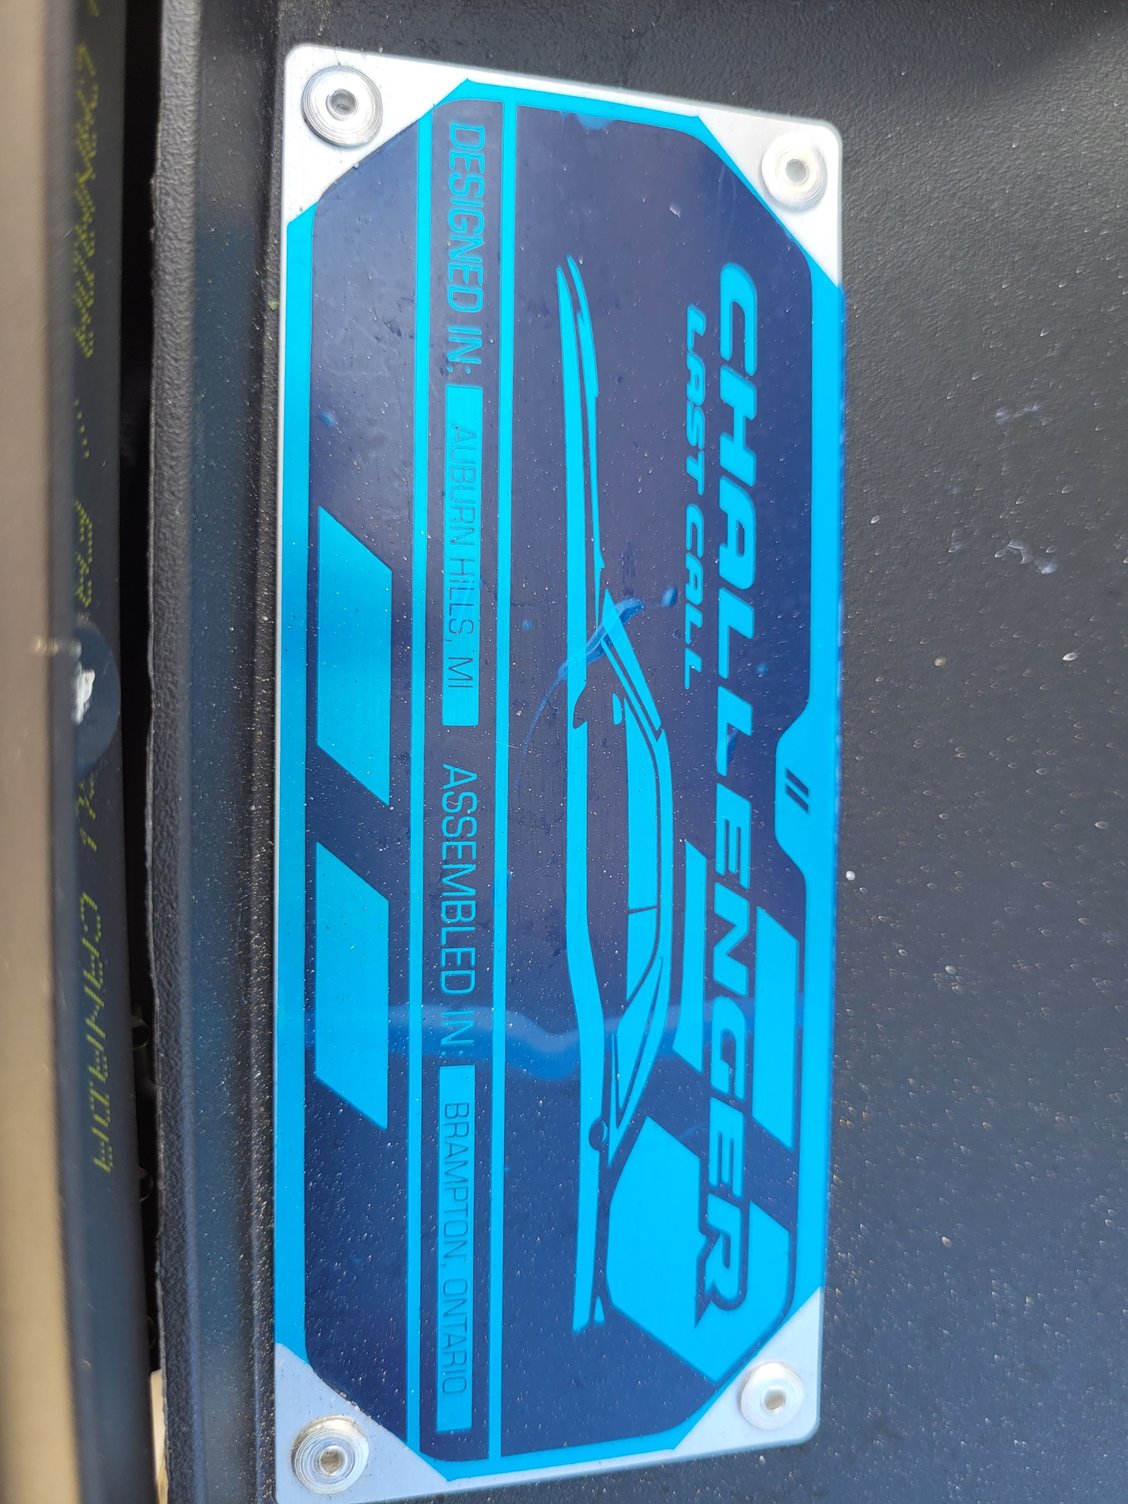 CHALLENGER
LAST CALL
DESIGNED IN: AUBURN HILLS, MI ASSEMBLED IN: BRAMPTON, ONTARIO